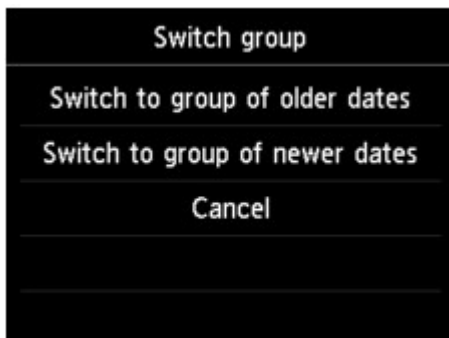 Switch group
Switch to group of older dates
Switch to group of newer dates
Cancel